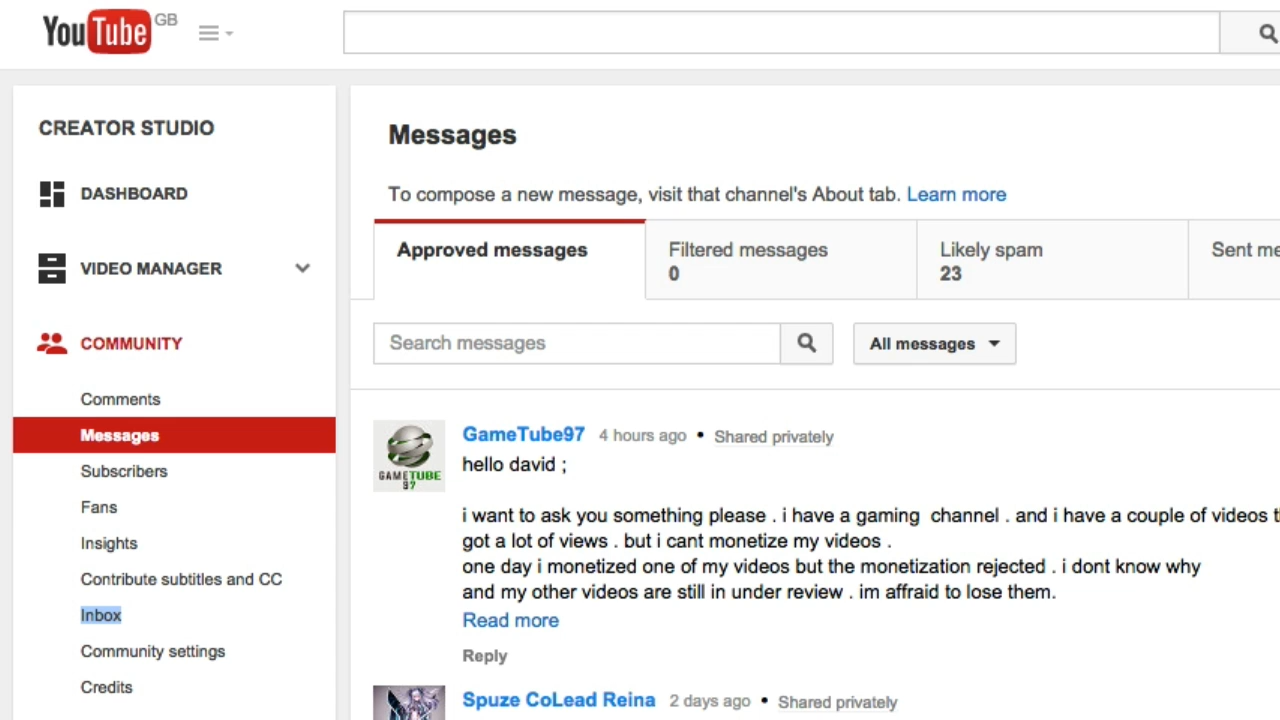 YouTube GB
CREATOR STUDIO
DASHBOARD
VIDEO MANAGER
COMMUNITY
Comments
Messages
Subscribers
Fans
Insights
Contribute subtitles and CC
Inbox
Community settings
Credits
Messages
To compose a new message, visit that channel's About tab. Learn more
Approved messages
Filtered messages
0
Likely spam
23
Sent
Search messages
All messages
GAMETUBE
97
GameTube97 4 hours ago • Shared privately
hello david ;
i want to ask you something please . i have a gaming channel . and i have a couple of videos
got a lot of views . but i cant monetize my videos .
one day i monetized one of my videos but the monetization rejected . i dont know why
and my other videos are still in under review . im affraid to lose them.
Read more
Reply
Spuze CoLead Reina 2 days ago • Shared privately